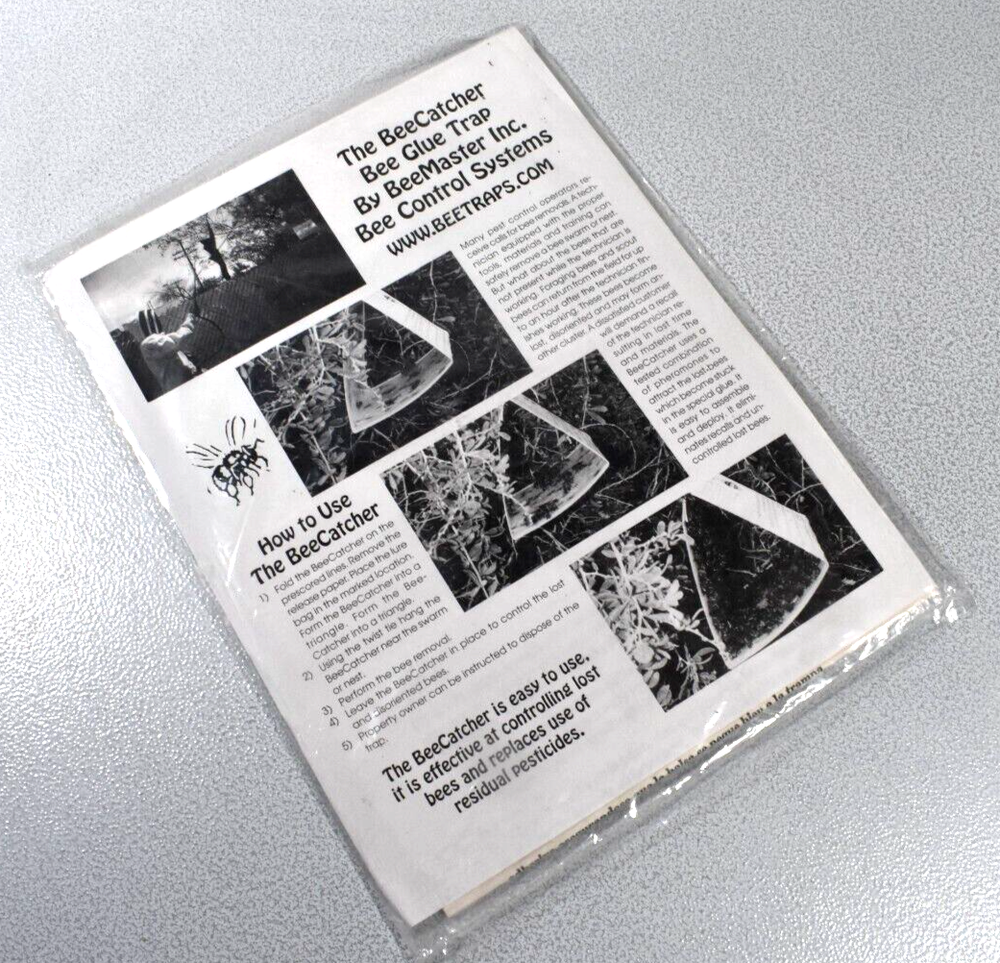 The BeeCatcher
Bee Glue Trap
By BeeMaster Inc.
Bee Control Systems
WWW.BEETRAPS.COM
Many pest control operators re-
ceive calls for bee removals. A tech-
nician equipped with the proper
tools, materials and training can
safely remove a bee swarm or nest.
But what about the bees that are
not present while the technician is
working. Foraging bees and scout
bees can return from the field for up
to an hour after the technician fin-
ishes working. These bees become
lost, disoriented and may form an-
other cluster. A dissatisfied customer
will demand a recall
of the technician re-
sulting in lost time
and materials. The
BeeCatcher uses a
tested combination
of pheromones to
attract the lost bees
which become stuck
in the special glue. It
is easy to assemble
and deploy. It elimi-
nates recalls and un-
controlled lost bees.
How to Use
The BeeCatcher
1) Fold the BeeCatcher on the
prescored lines. Remove the
release paper. Place the lure
bag in the marked location.
Form the BeeCatcher into a
triangle. Form the Bee-
Catcher into a triangle.
2) Using the twist tie hang the
BeeCatcher near the swarm
or nest.
3) Perform the bee removal.
4) Leave the BeeCatcher in place to control the lost
and disoriented bees.
5) Property owner can be instructed to dispose of the
trap.
The BeeCatcher is easy to use,
it is effective at controlling lost
bees and replaces use of
residual pesticides.
a la trampa